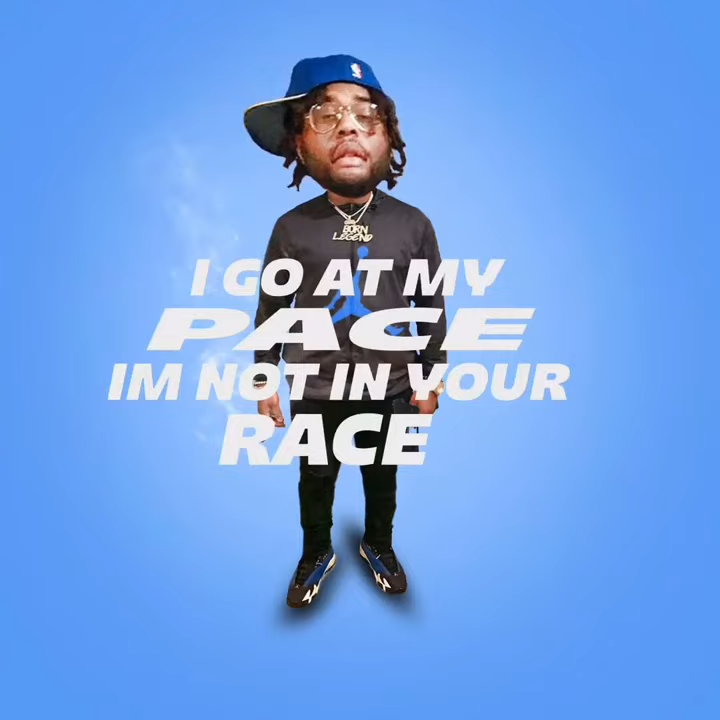 BORN
LEGEND
I GO AT MY
PACE
IM NOT IN YOUR
RACE